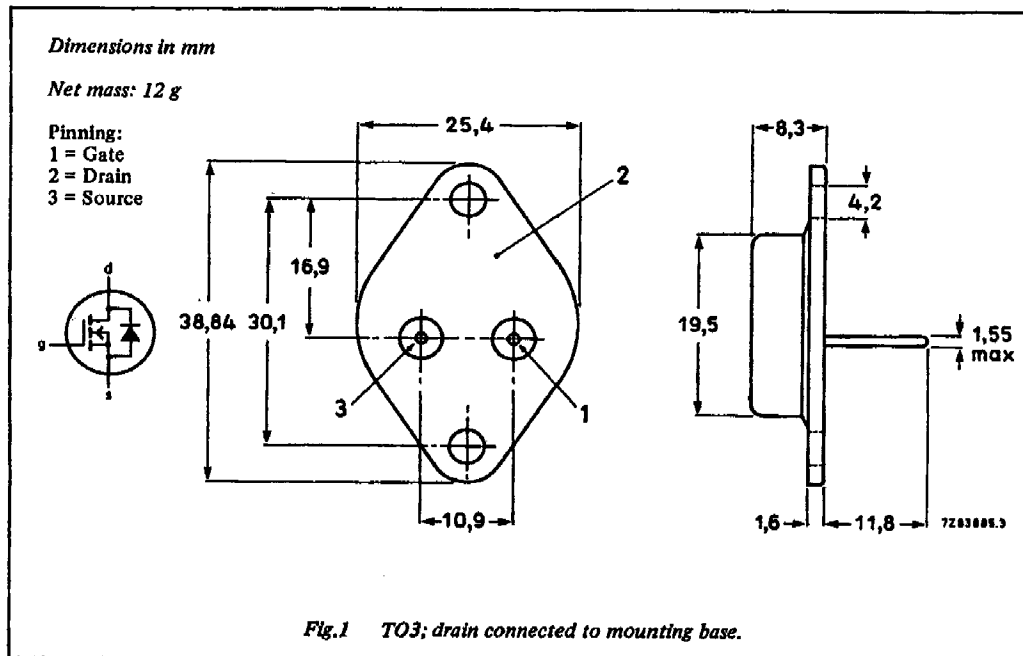 Dimensions in mm
Net mass: 12 g
Pinning:
1 = Gate
2 = Drain
3 = Source
d
g
s
25,4
2
38,84
30,1
16,9
3
1
10,9
8,3
4,2
19,5
1,55
max
1,6
11,8
Fig.1 TO3; drain connected to mounting base.